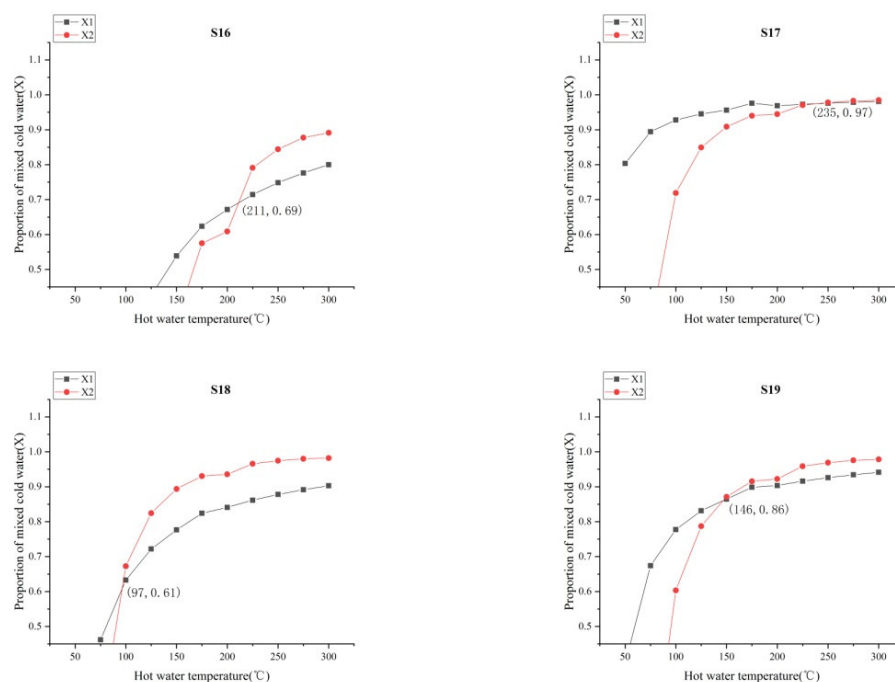 X1
X2
S16
1.1
1.0
0.9
0.8
0.7
0.6
0.5
Proportion of mixed cold water(X)
(211, 0.69)
50 100 150 200 250 300
Hot water temperature(℃)
X1
X2
S17
1.1
1.0
0.9
0.8
0.7
0.6
0.5
Proportion of mixed cold water(X)
(235, 0.97)
50 100 150 200 250 300
Hot water temperature(℃)
X1
X2
S18
1.1
1.0
0.9
0.8
0.7
0.6
0.5
Proportion of mixed cold water(X)
(97, 0.61)
50 100 150 200 250 300
Hot water temperature(℃)
X1
X2
S19
1.1
1.0
0.9
0.8
0.7
0.6
0.5
Proportion of mixed cold water(X)
(146, 0.86)
50 100 150 200 250 300
Hot water temperature(℃)